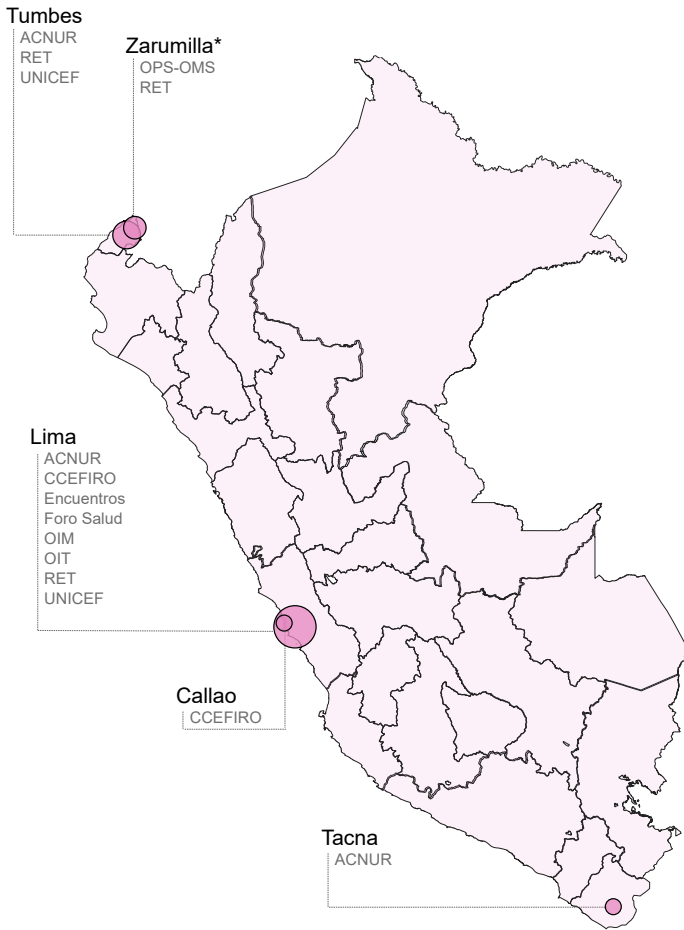 Tumbes
ACNUR
RET
UNICEF
Zarumilla*
OPS-OMS
RET
Lima
ACNUR
CCEFIRO
Encuentros
Foro Salud
OIM
OIT
RET
UNICEF
Callao
CCEFIRO
Tacna
ACNUR